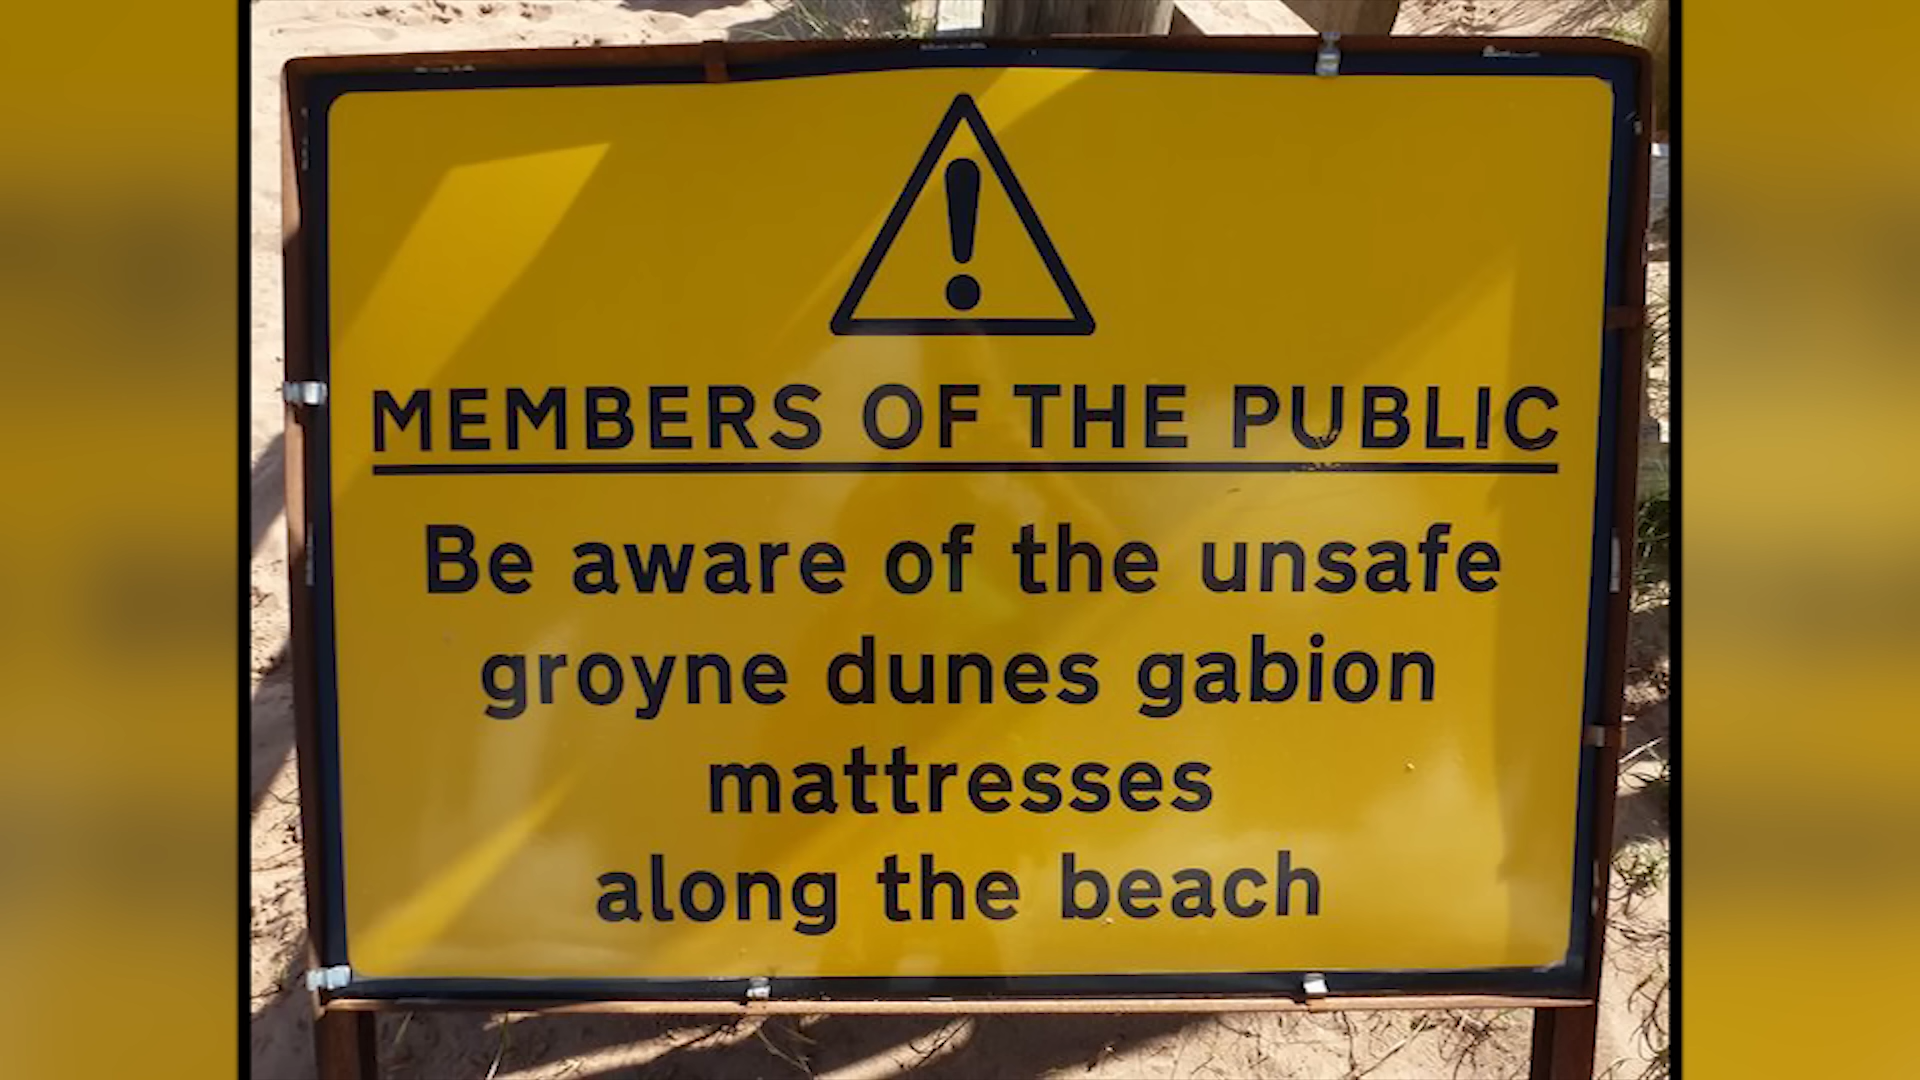 MEMBERS OF THE PUBLIC
Be aware of the unsafe
groyne dunes gabion
mattresses
along the beach